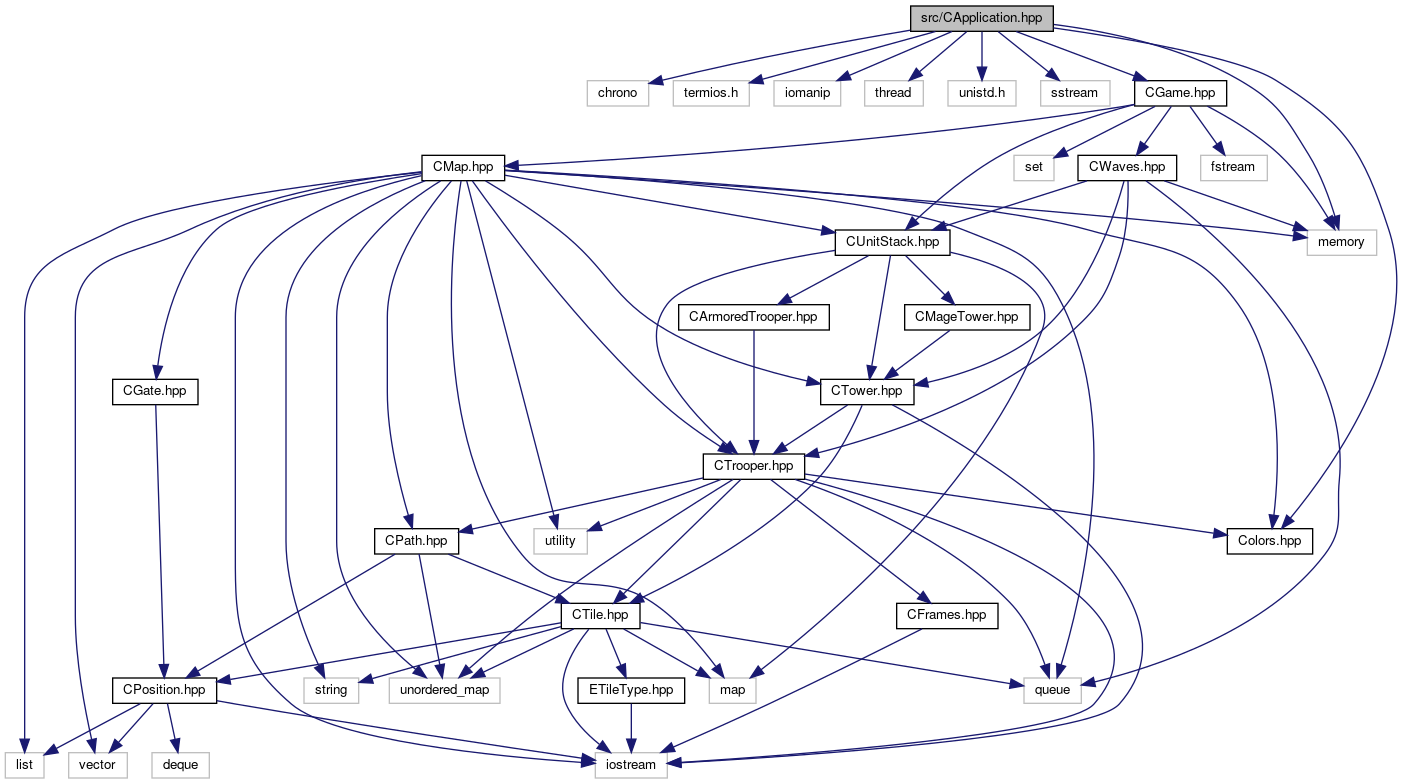 src/CApplication.hpp
chrono
termios.h
iomanip
thread
unistd.h
sstream
CGame.hpp
CMap.hpp
set
CWaves.hpp
fstream
CUnitStack.hpp
memory
CArmoredTrooper.hpp
CMageTower.hpp
CGate.hpp
CTower.hpp
CTrooper.hpp
CPath.hpp
utility
Colors.hpp
CTile.hpp
CFrames.hpp
CPosition.hpp
string
unordered_map
ETileType.hpp
map
queue
list
vector
deque
iostream